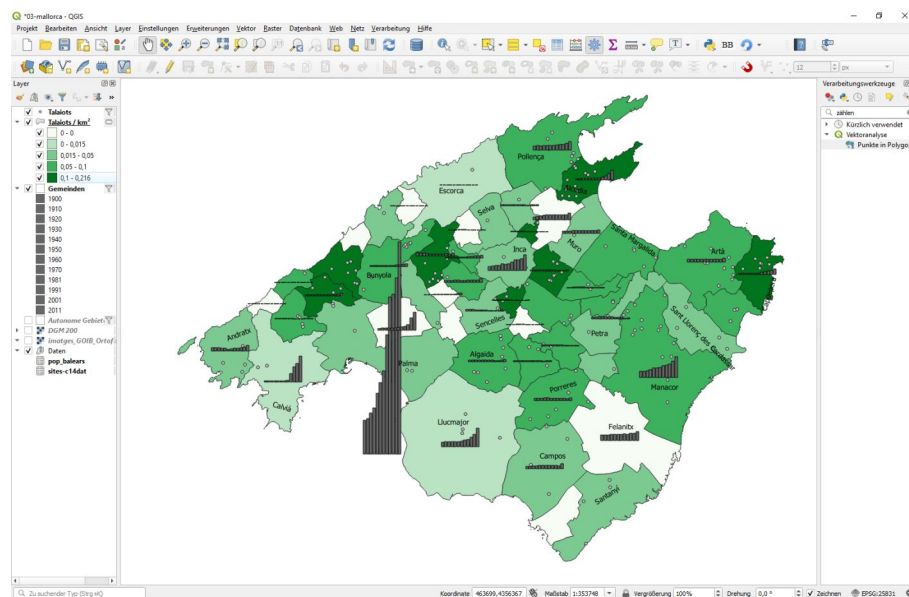 *03-mallorca - QGIS
Projekt Bearbeiten Ansicht Layer Einstellungen Erweiterungen Vektor Raster Datenbank Web Netz Verarbeitung Hilfe
BB
12
px
Layer
Verarbeitungswerkzeuge
Talaiots
Talaiots / km²
0 - 0
0 - 0,015
0,015 - 0,05
0,05 - 0,1
0,1 - 0,216
Gemeinden
1900
1910
1920
1930
1940
1950
1960
1970
1981
1991
2001
2011
DGM 200
Daten
pop_balears
sites-c14dat
zählen
Kürzlich verwendet
Vektoranalyse
Punkte in Polygo
Pollença
Alcúdia
Escorca
Selva
Muro
Santa Margalida
Artà
Inca
Bunyola
Sencelles
Petra
Sant Llorenç des Cardassar
Andratx
Calvià
Palma
Algaida
Manacor
Porreres
Llucmajor
Felanitx
Campos
Santanyí
Zu suchender Typ (Strg+K)
Koordinate 463699,4356367 Maßstab 1:353748 Vergrößerung 100% Drehung 0,0 ° Zeichnen EPSG:25831